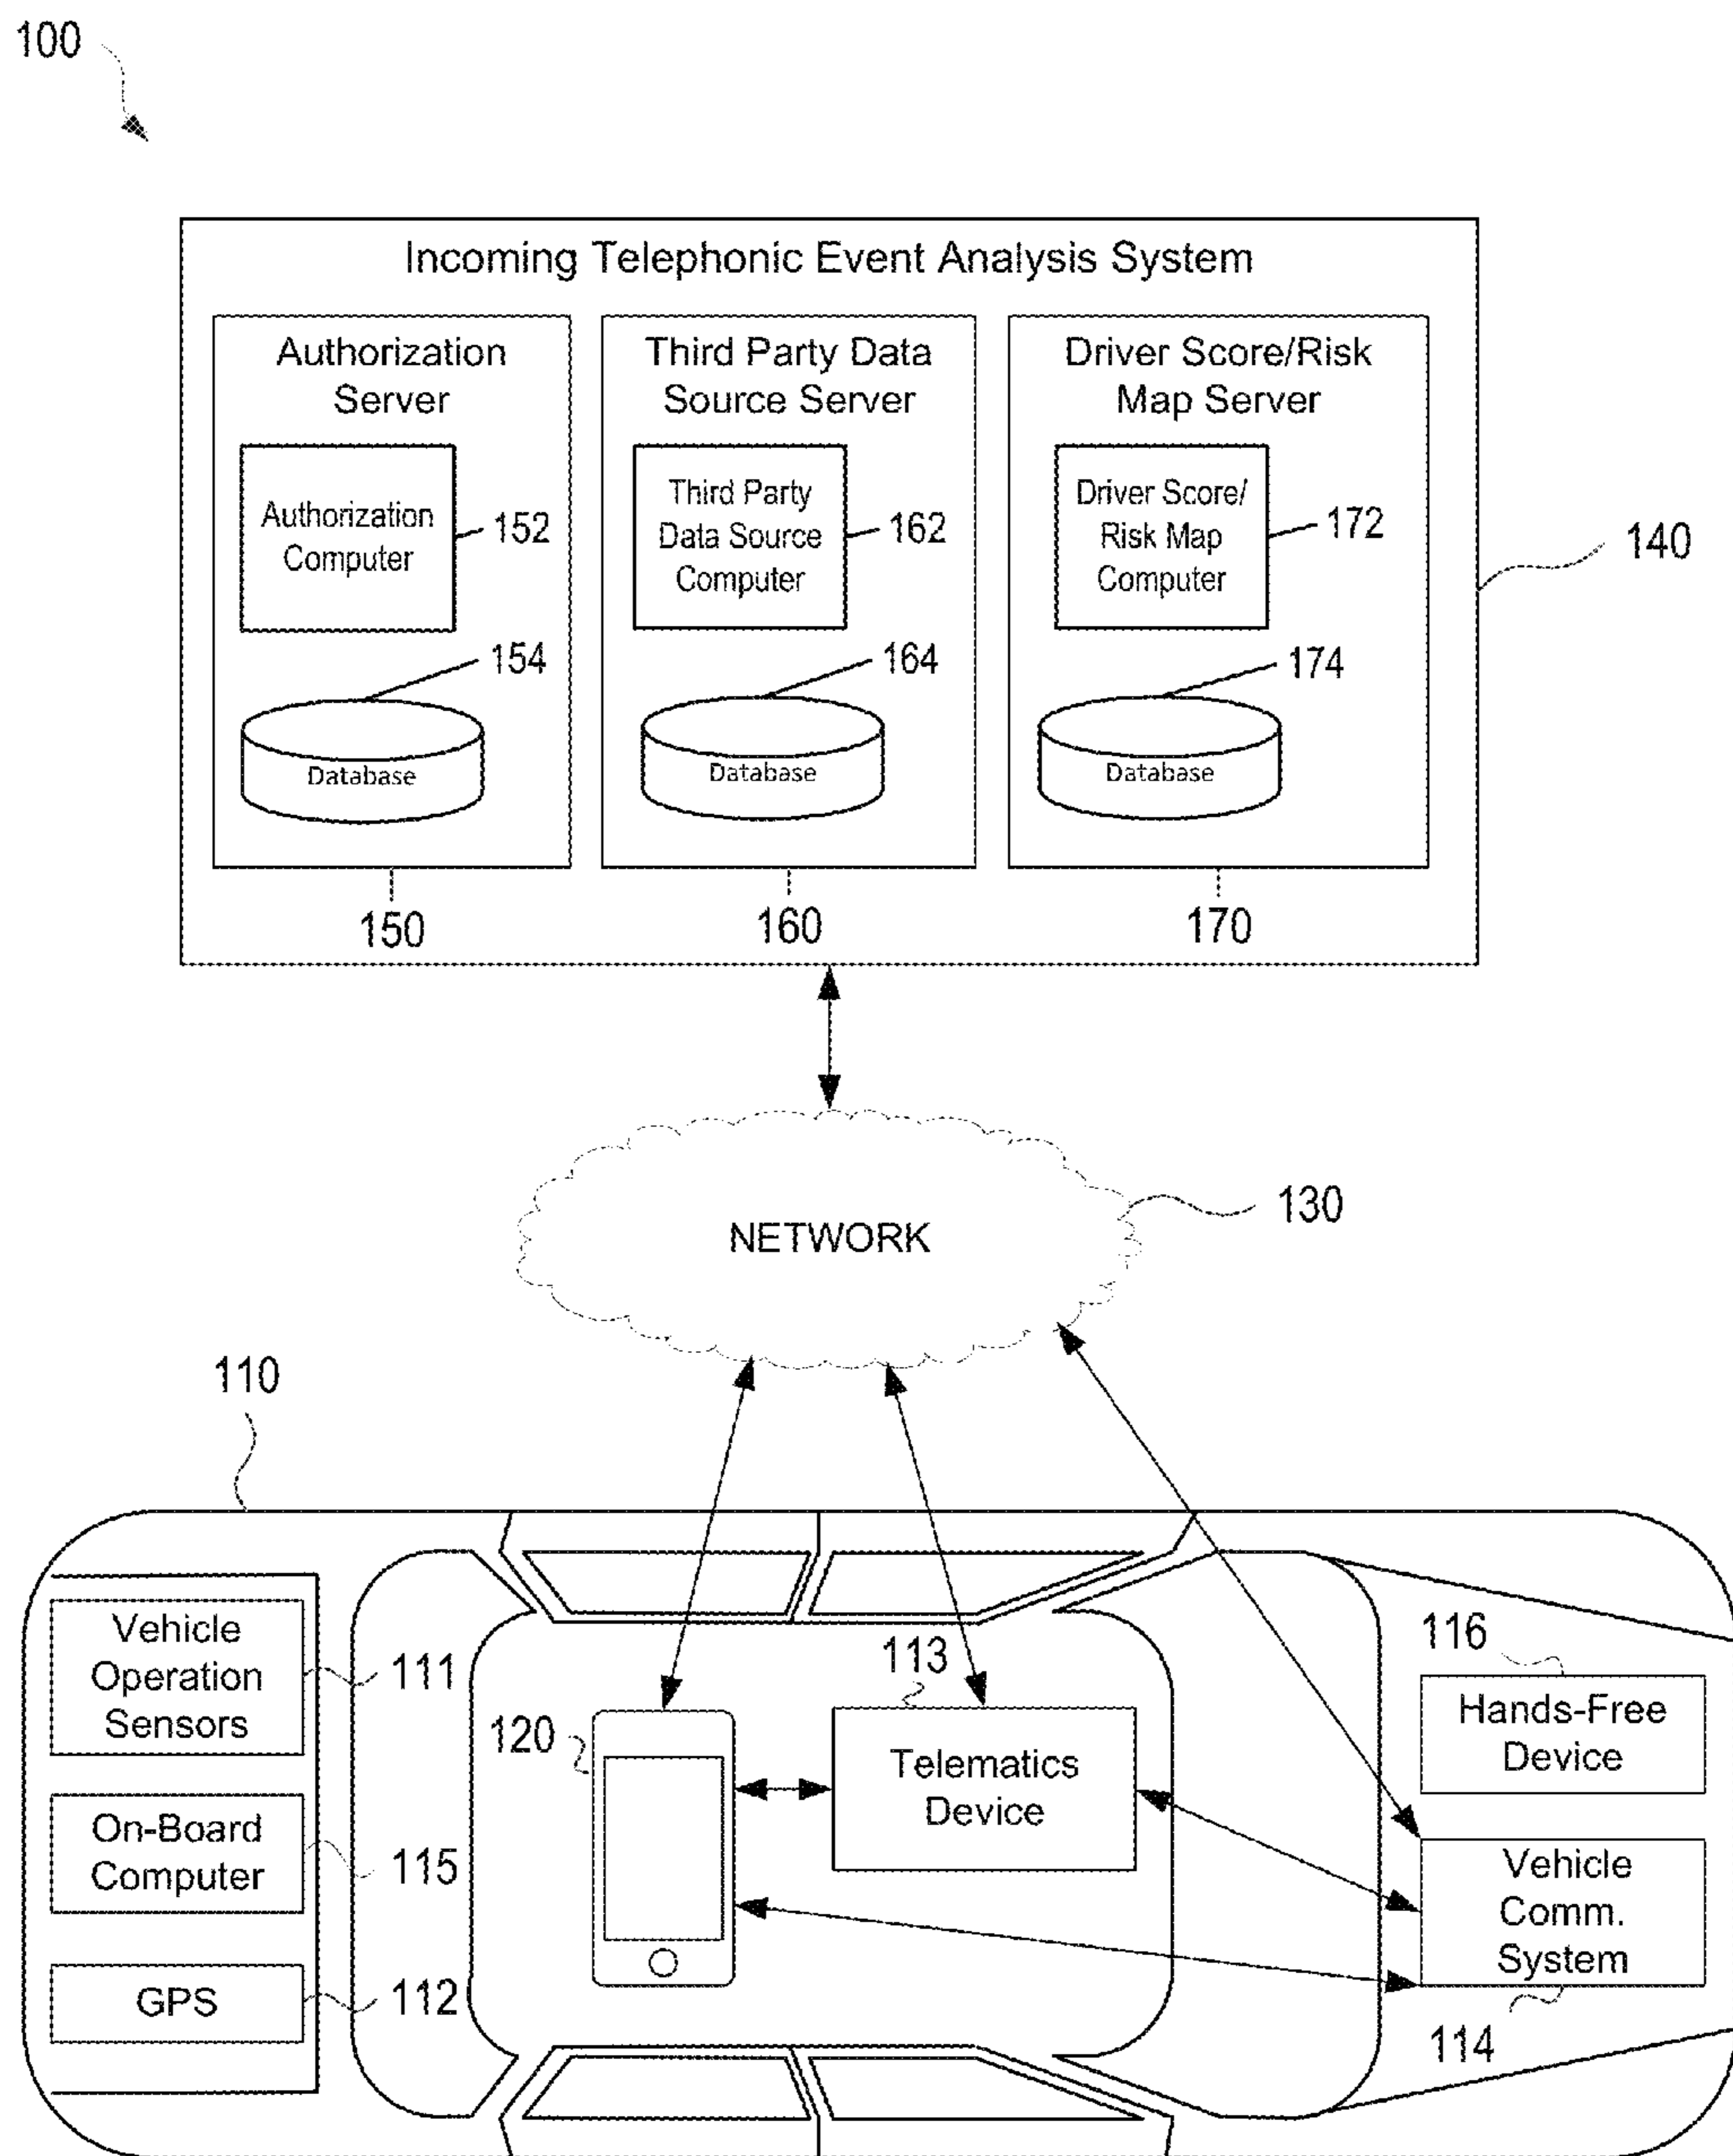 100
Incoming Telephonic Event Analysis System
Authorization
Server
Authorization
Computer
152
154
Database
150
Third Party Data
Source Server
Third Party
Data Source
Computer
162
164
Database
160
Driver Score/Risk
Map Server
Driver Score/
Risk Map
Computer
172
174
Database
170
140
NETWORK
130
110
Vehicle
Operation
Sensors
111
On-Board
Computer
115
GPS
112
120
113
Telematics
Device
116
Hands-Free
Device
Vehicle
Comm.
System
114